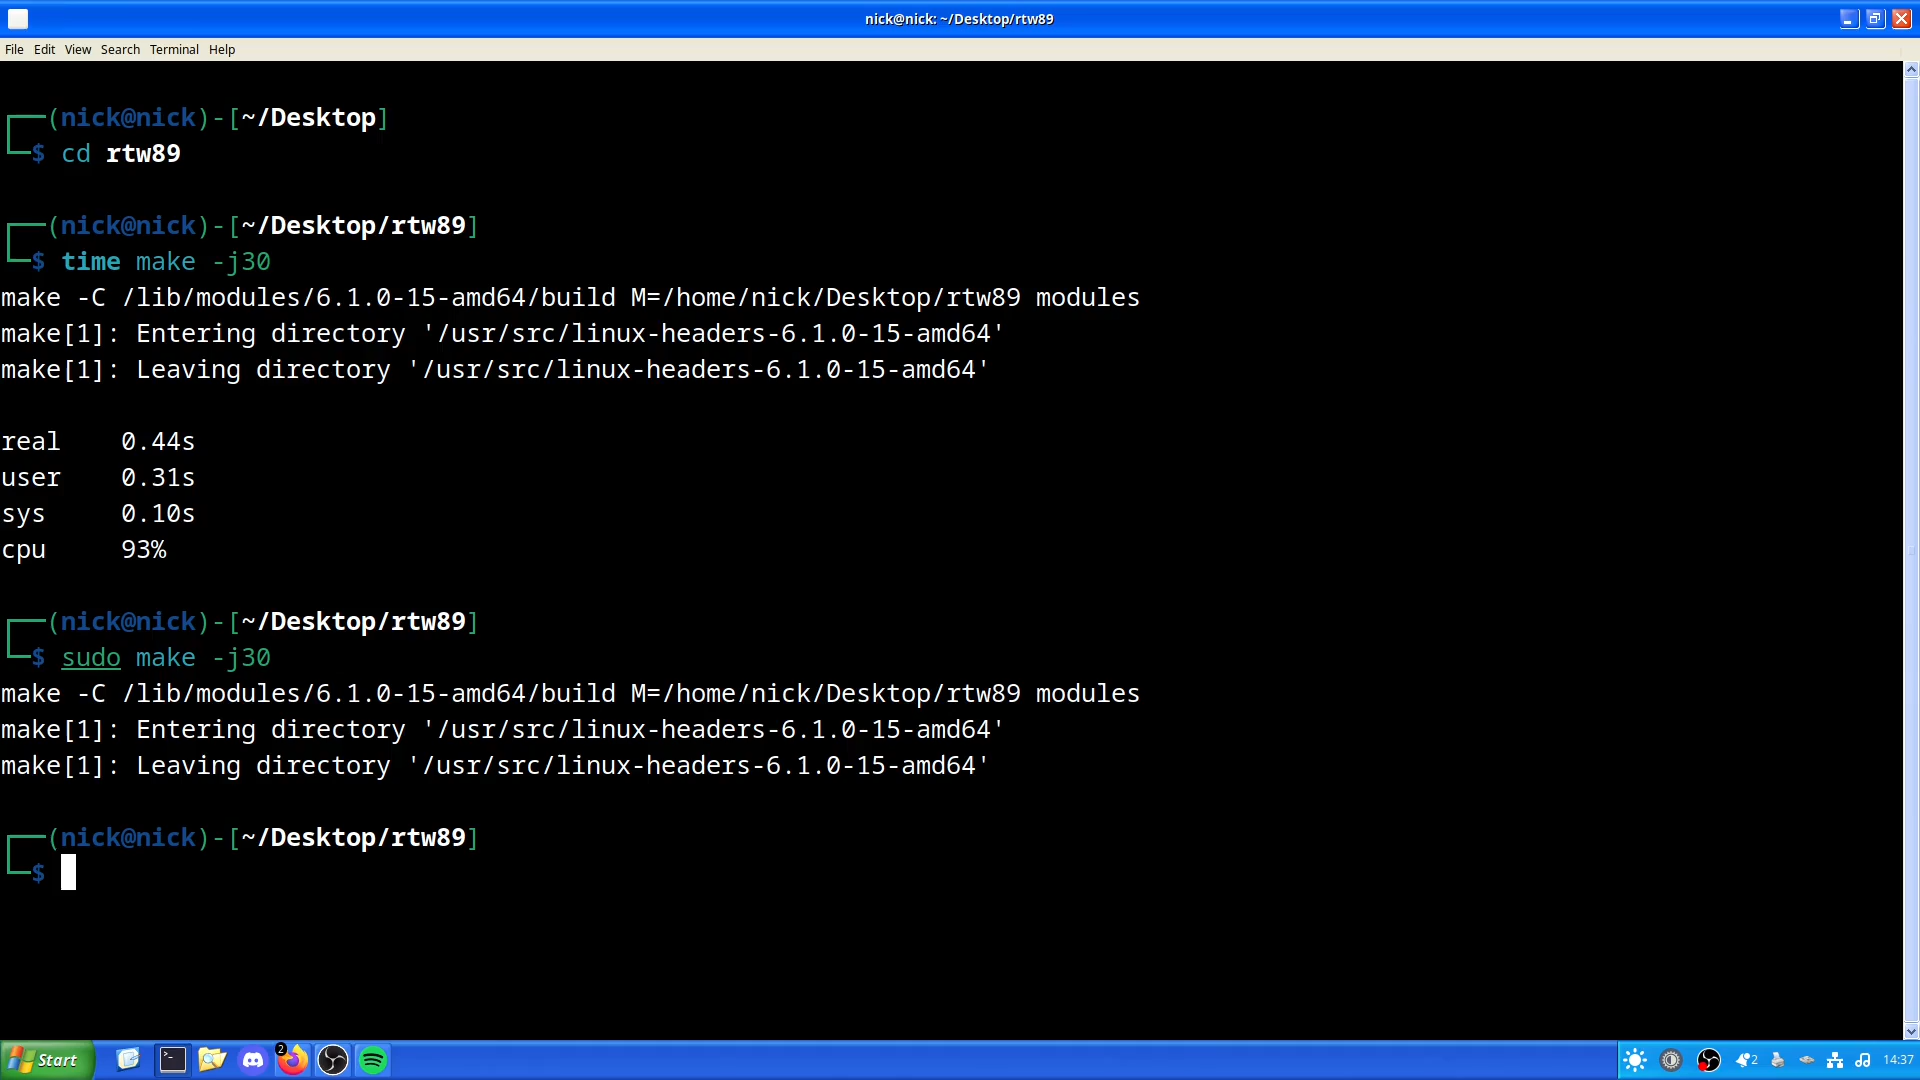 nick@nick: ~/Desktop/rtw89
File Edit View Search Terminal Help
┌──(nick@nick)-[~/Desktop]
└─$ cd rtw89
┌──(nick@nick)-[~/Desktop/rtw89]
└─$ time make -j30
make -C /lib/modules/6.1.0-15-amd64/build M=/home/nick/Desktop/rtw89 modules
make[1]: Entering directory '/usr/src/linux-headers-6.1.0-15-amd64'
make[1]: Leaving directory '/usr/src/linux-headers-6.1.0-15-amd64'
real    0.44s
user    0.31s
sys     0.10s
cpu     93%
┌──(nick@nick)-[~/Desktop/rtw89]
└─$ sudo make -j30
make -C /lib/modules/6.1.0-15-amd64/build M=/home/nick/Desktop/rtw89 modules
make[1]: Entering directory '/usr/src/linux-headers-6.1.0-15-amd64'
make[1]: Leaving directory '/usr/src/linux-headers-6.1.0-15-amd64'
┌──(nick@nick)-[~/Desktop/rtw89]
└─$
Start 2 2 14:37